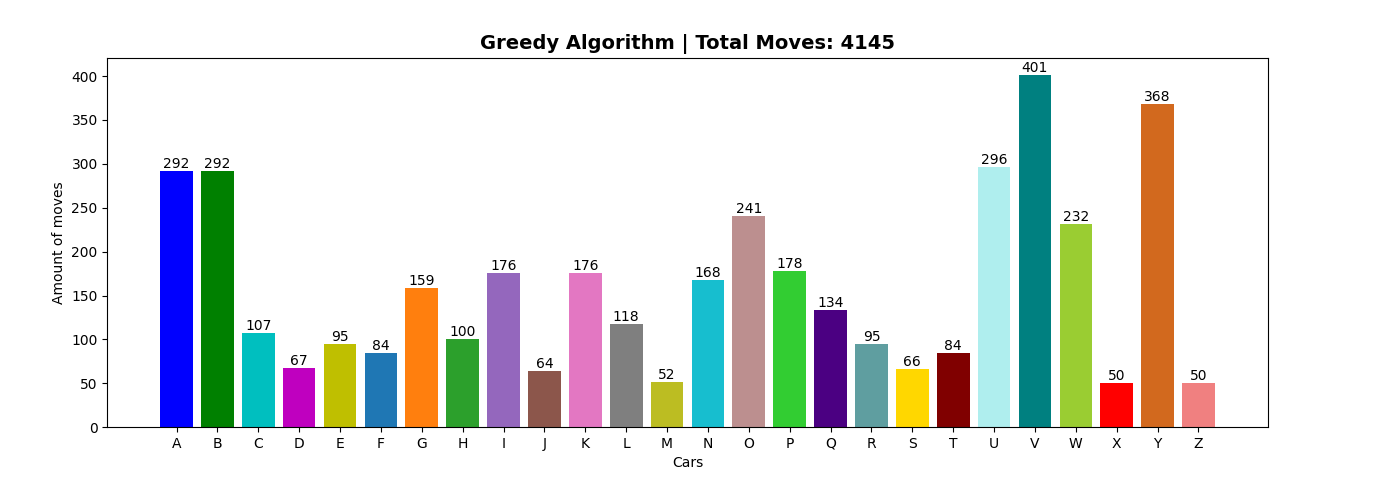 Greedy Algorithm | Total Moves: 4145
400
350
300
250
200
150
100
50
0
Amount of moves
292 292 107 67 95 84 159 100 176 64 176 118 52 168 241 178 134 95 66 84 296 401 232 50 368 50
A B C D E F G H I J K L M N O P Q R S T U V W X Y Z
Cars